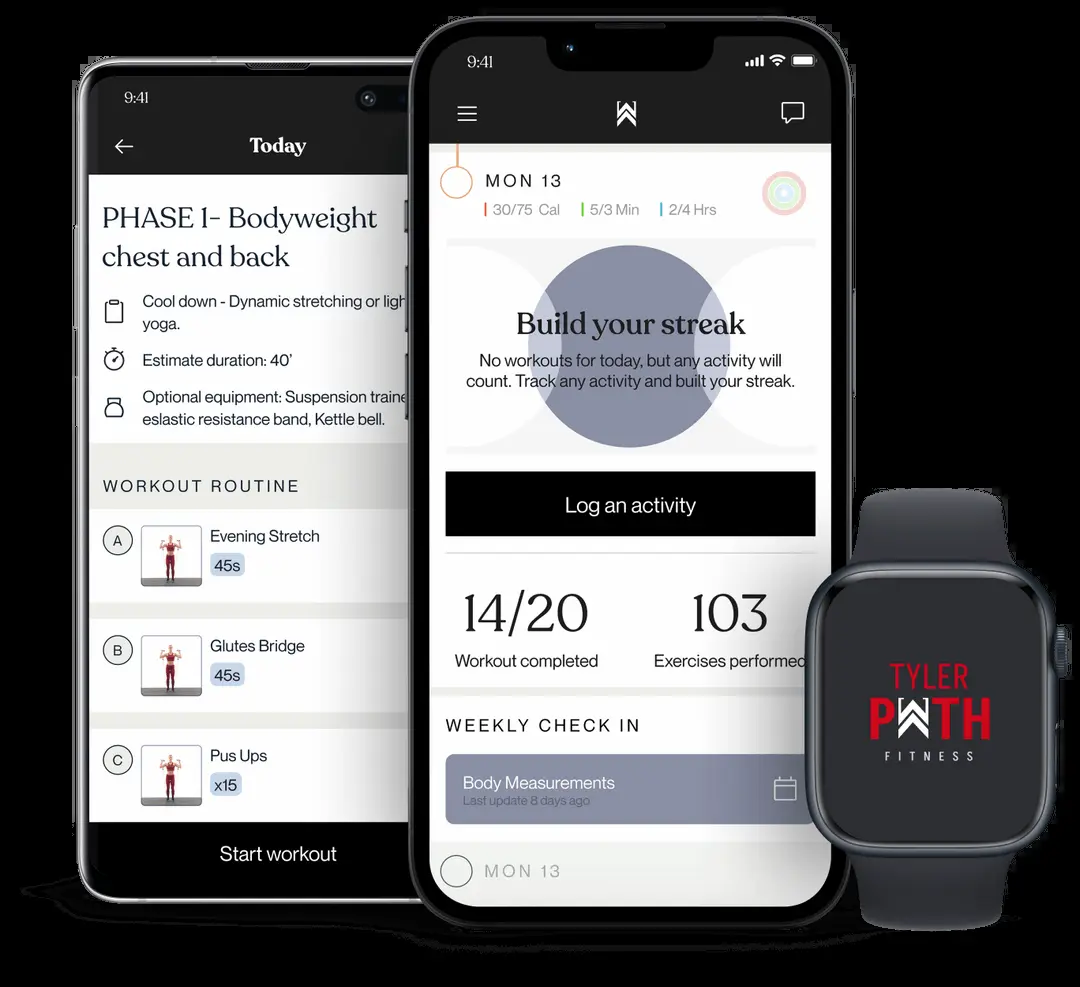 9:41
Today
PHASE 1- Bodyweight
chest and back
Cool down - Dynamic stretching or
yoga.
Estimate duration: 40’
Optional equipment: Suspension
eslastic resistance band, Kettle bell.
WORKOUT ROUTINE
A
Evening Stretch
45s
B
Glutes Bridge
45s
C
Pus Ups
x15
Start workout
9:41
MON 13
30/75 Cal
5/3 Min
2/4 Hrs
Build your streak
No workouts for today, but any activity will
count. Track any activity and built your streak.
Log an activity
14/20
Workout completed
103
Exercises performed
WEEKLY CHECK IN
Body Measurements
Last update 8 days ago
MON 13
TYLER
PATH
FITNESS